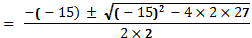 = −(− 15) ± √(− 15)² − 4 × 2 × 27
2 × 2